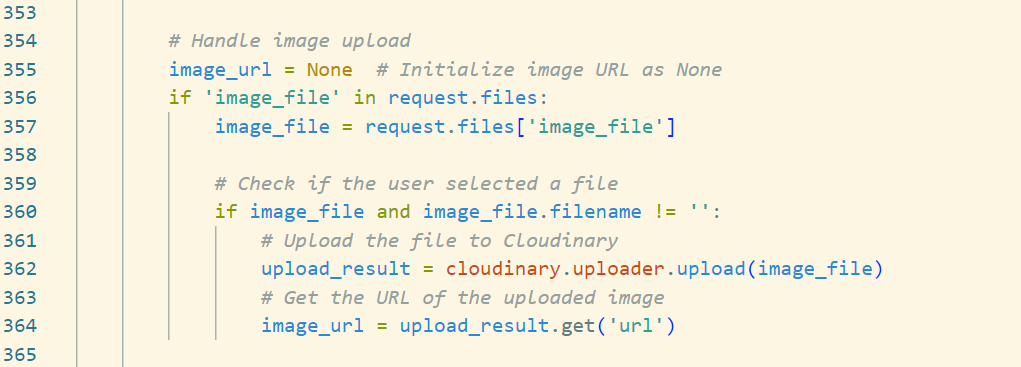 353
354            # Handle image upload
355            image_url = None  # Initialize image URL as None
356            if 'image_file' in request.files:
357                image_file = request.files['image_file']
358
359                # Check if the user selected a file
360                if image_file and image_file.filename != '':
361                    # Upload the file to Cloudinary
362                    upload_result = cloudinary.uploader.upload(image_file)
363                    # Get the URL of the uploaded image
364                    image_url = upload_result.get('url')
365